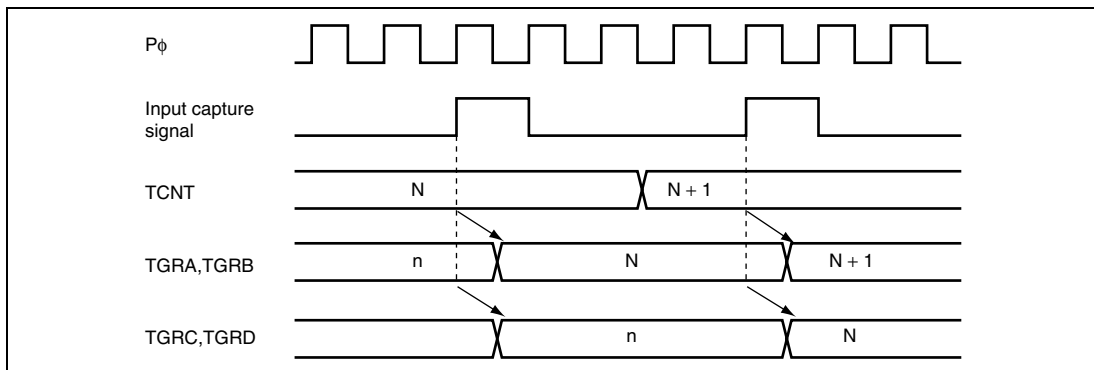 Pϕ
Input capture
signal
TCNT
N
N + 1
TGRA,TGRB
n
N
N + 1
TGRC,TGRD
n
N